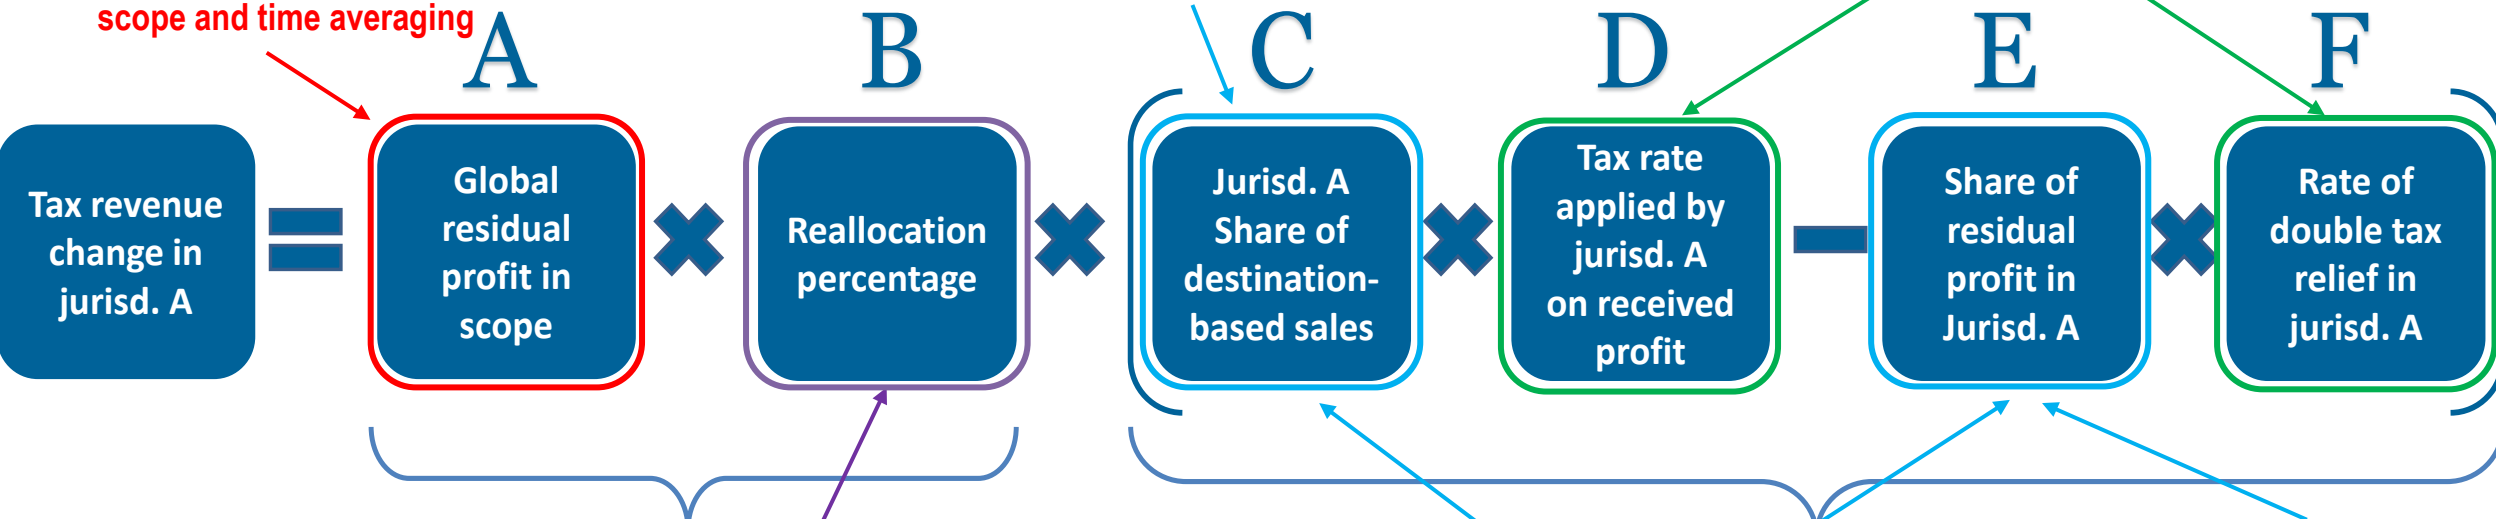 scope and time averaging
A
B
C
D
E
F
Tax revenue
change in
jurisd. A
Global
residual
profit in
scope
Reallocation
percentage
Jurisd. A
Share of
destination-
based sales
Tax rate
applied by
jurisd. A
on received
profit
Share of
residual
profit in
Jurisd. A
Rate of
double tax
relief in
jurisd. A